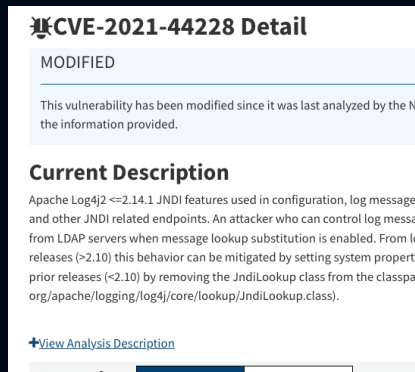 CVE-2021-44228 Detail
MODIFIED
This vulnerability has been modified since it was last analyzed by the
the information provided.
Current Description
Apache Log4j2 <=2.14.1 JNDI features used in configuration, log message
and other JNDI related endpoints. An attacker who can control log
from LDAP servers when message lookup substitution is enabled. From
releases (>2.10) this behavior can be mitigated by setting system
prior releases (<2.10) by removing the JndiLookup class from the
org/apache/logging/log4j/core/lookup/JndiLookup.class).
+View Analysis Description